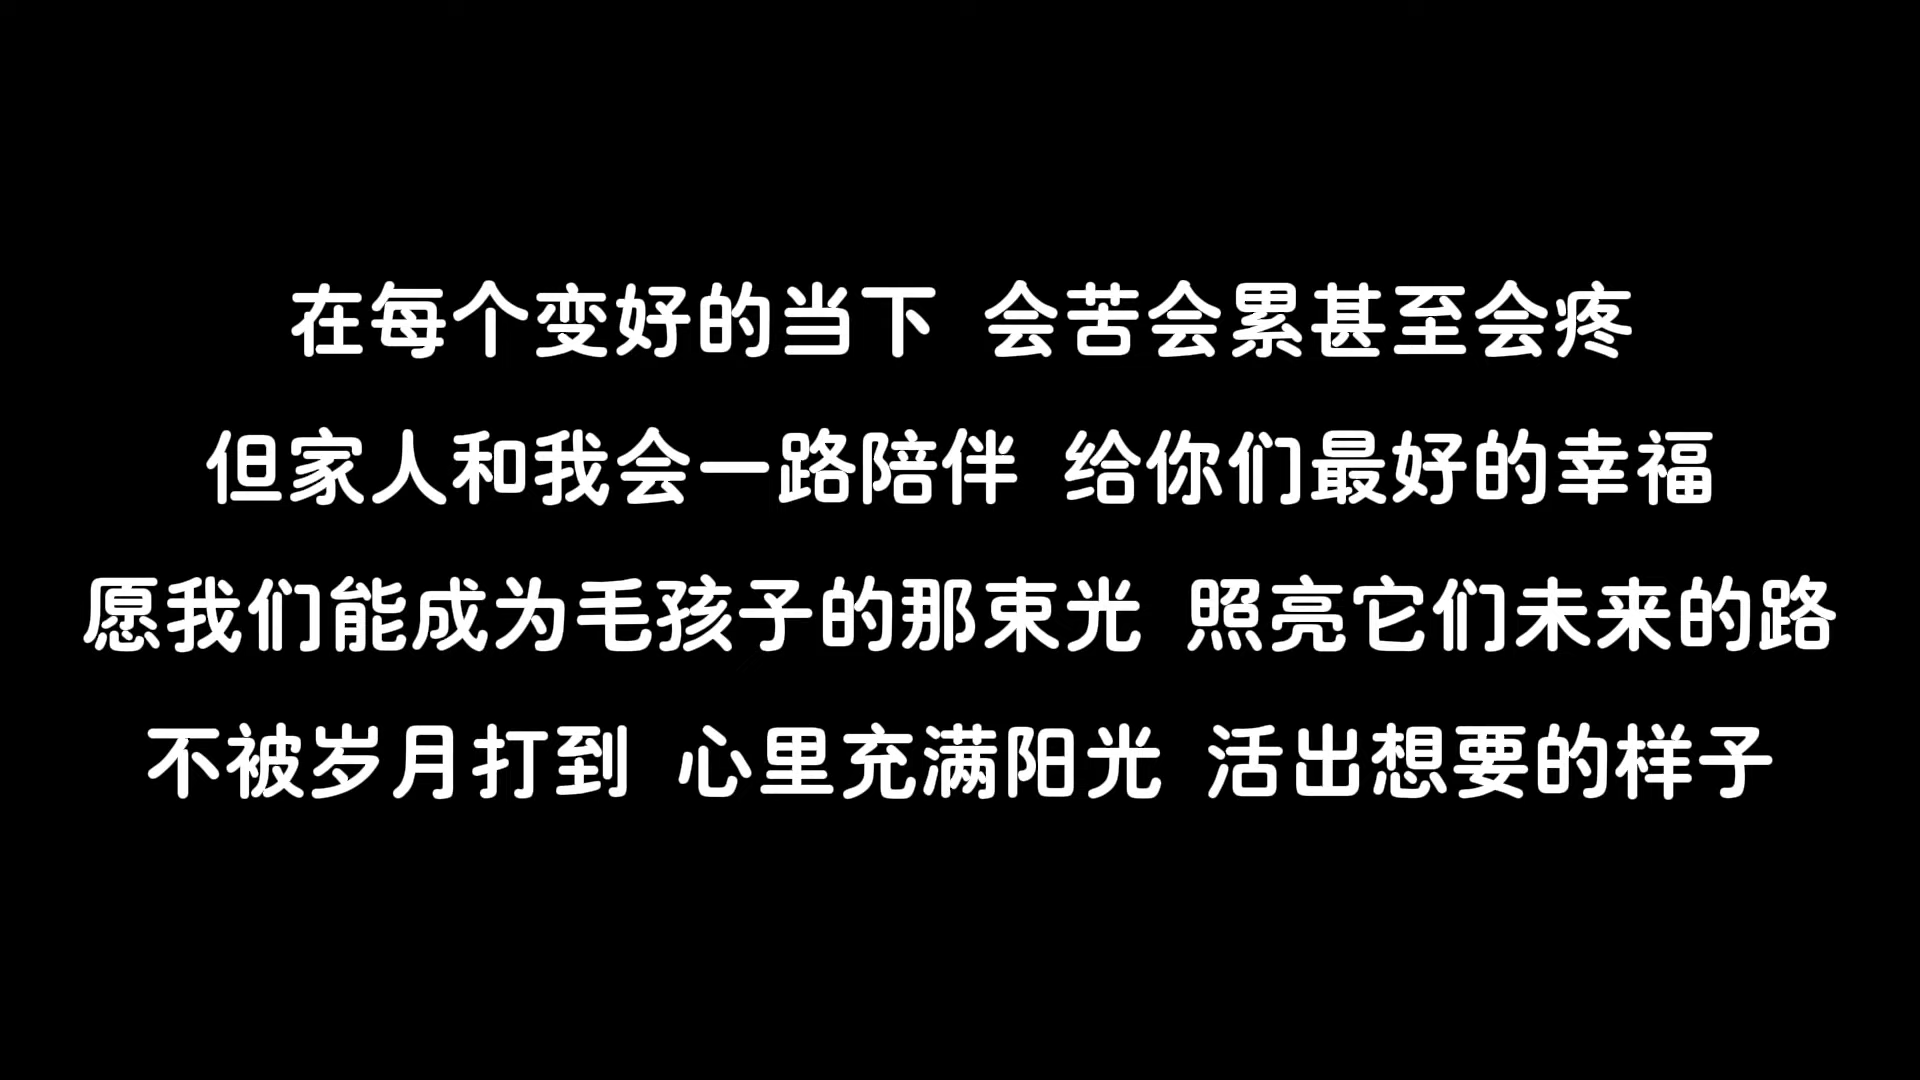 在每个变好的当下 会苦会累甚至会疼
但家人和我会一路陪伴 给你们最好的幸福
愿我们能成为毛孩子的那束光 照亮它们未来的路
不被岁月打到 心里充满阳光 活出想要的样子